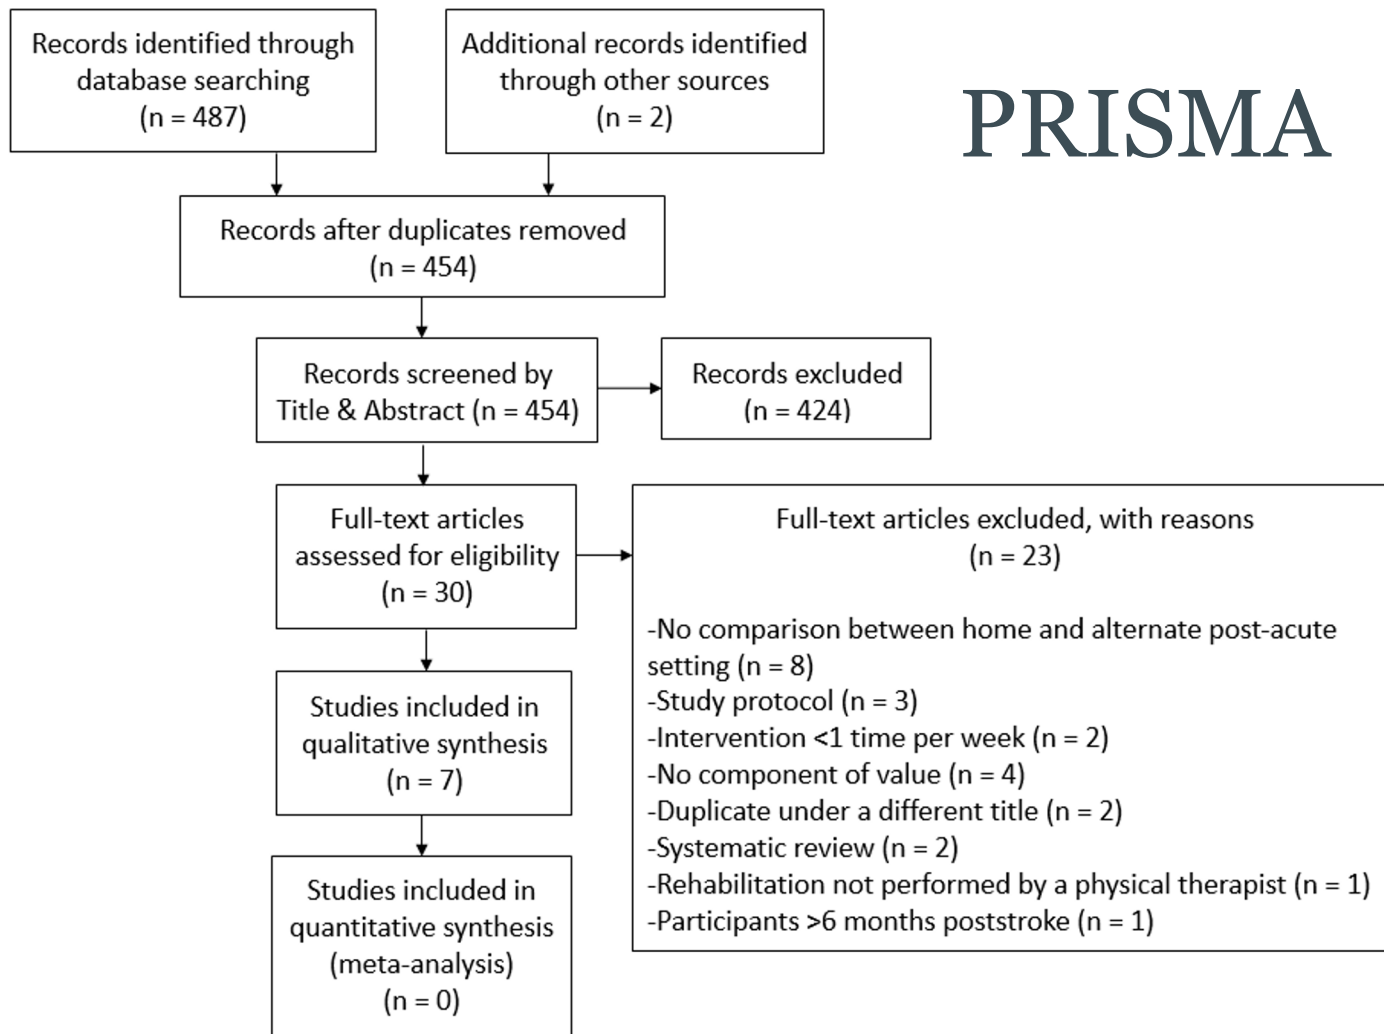 Records identified through
database searching
(n = 487)
Additional records identified
through other sources
(n = 2)
PRISMA
Records after duplicates removed
(n = 454)
Records screened by
Title & Abstract (n = 454)
Records excluded
(n = 424)
Full-text articles
assessed for eligibility
(n = 30)
Full-text articles excluded, with reasons
(n = 23)
-No comparison between home and alternate post-acute
setting (n = 8)
-Study protocol (n = 3)
-Intervention <1 time per week (n = 2)
-No component of value (n = 4)
-Duplicate under a different title (n = 2)
-Systematic review (n = 2)
-Rehabilitation not performed by a physical therapist (n = 1)
-Participants >6 months poststroke (n = 1)
Studies included in
qualitative synthesis
(n = 7)
Studies included in
quantitative synthesis
(meta-analysis)
(n = 0)